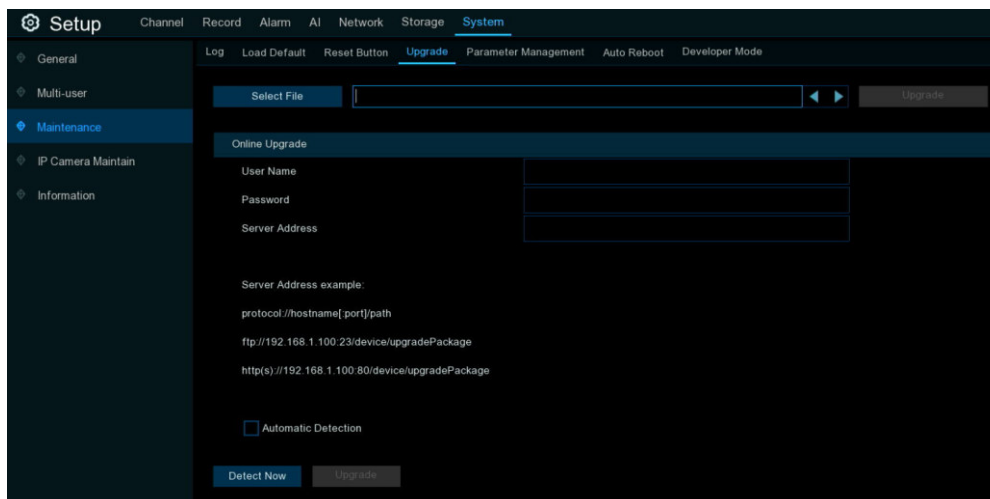 Setup Channel Record Alarm AI Network Storage System
General
Multi-user
Maintenance
IP Camera Maintain
Information
Log Load Default Reset Button Upgrade Parameter Management Auto Reboot Developer Mode
Select File Upgrade
Online Upgrade
User Name
Password
Server Address
Server Address example:
protocol://hostname[:port]/path
ftp://192.168.1.100:23/device/upgradePackage
http(s)://192.168.1.100:80/device/upgradePackage
Automatic Detection
Detect Now Upgrade